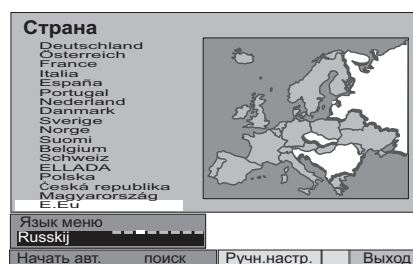 Страна
Deutschland
Österreich
France
Italia
España
Portugal
Nederland
Danmark
Sverige
Norge
Suomi
Belgium
Schweiz
ELLADA
Polska
Česká republika
Magyarország
E.Eu
Язык меню
Russkij
Начать авт. поиск Ручн.настр. Выход